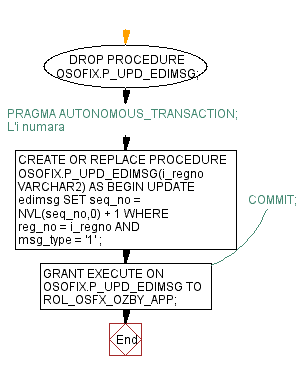 DROP PROCEDURE
OSOFIX.P_UPD_EDIMSG;
PRAGMA AUTONOMOUS_TRANSACTION;
L'i numara
CREATE OR REPLACE PROCEDURE
OSOFIX.P_UPD_EDIMSG(i_regno
VARCHAR2) AS BEGIN UPDATE
edimsg SET seq_no =
NVL(seq_no,0) + 1 WHERE
reg_no = i_regno AND
msg_type = '1' ;
COMMIT;
GRANT EXECUTE ON
OSOFIX.P_UPD_EDIMSG TO
ROL_OSFX_OZBY_APP;
End